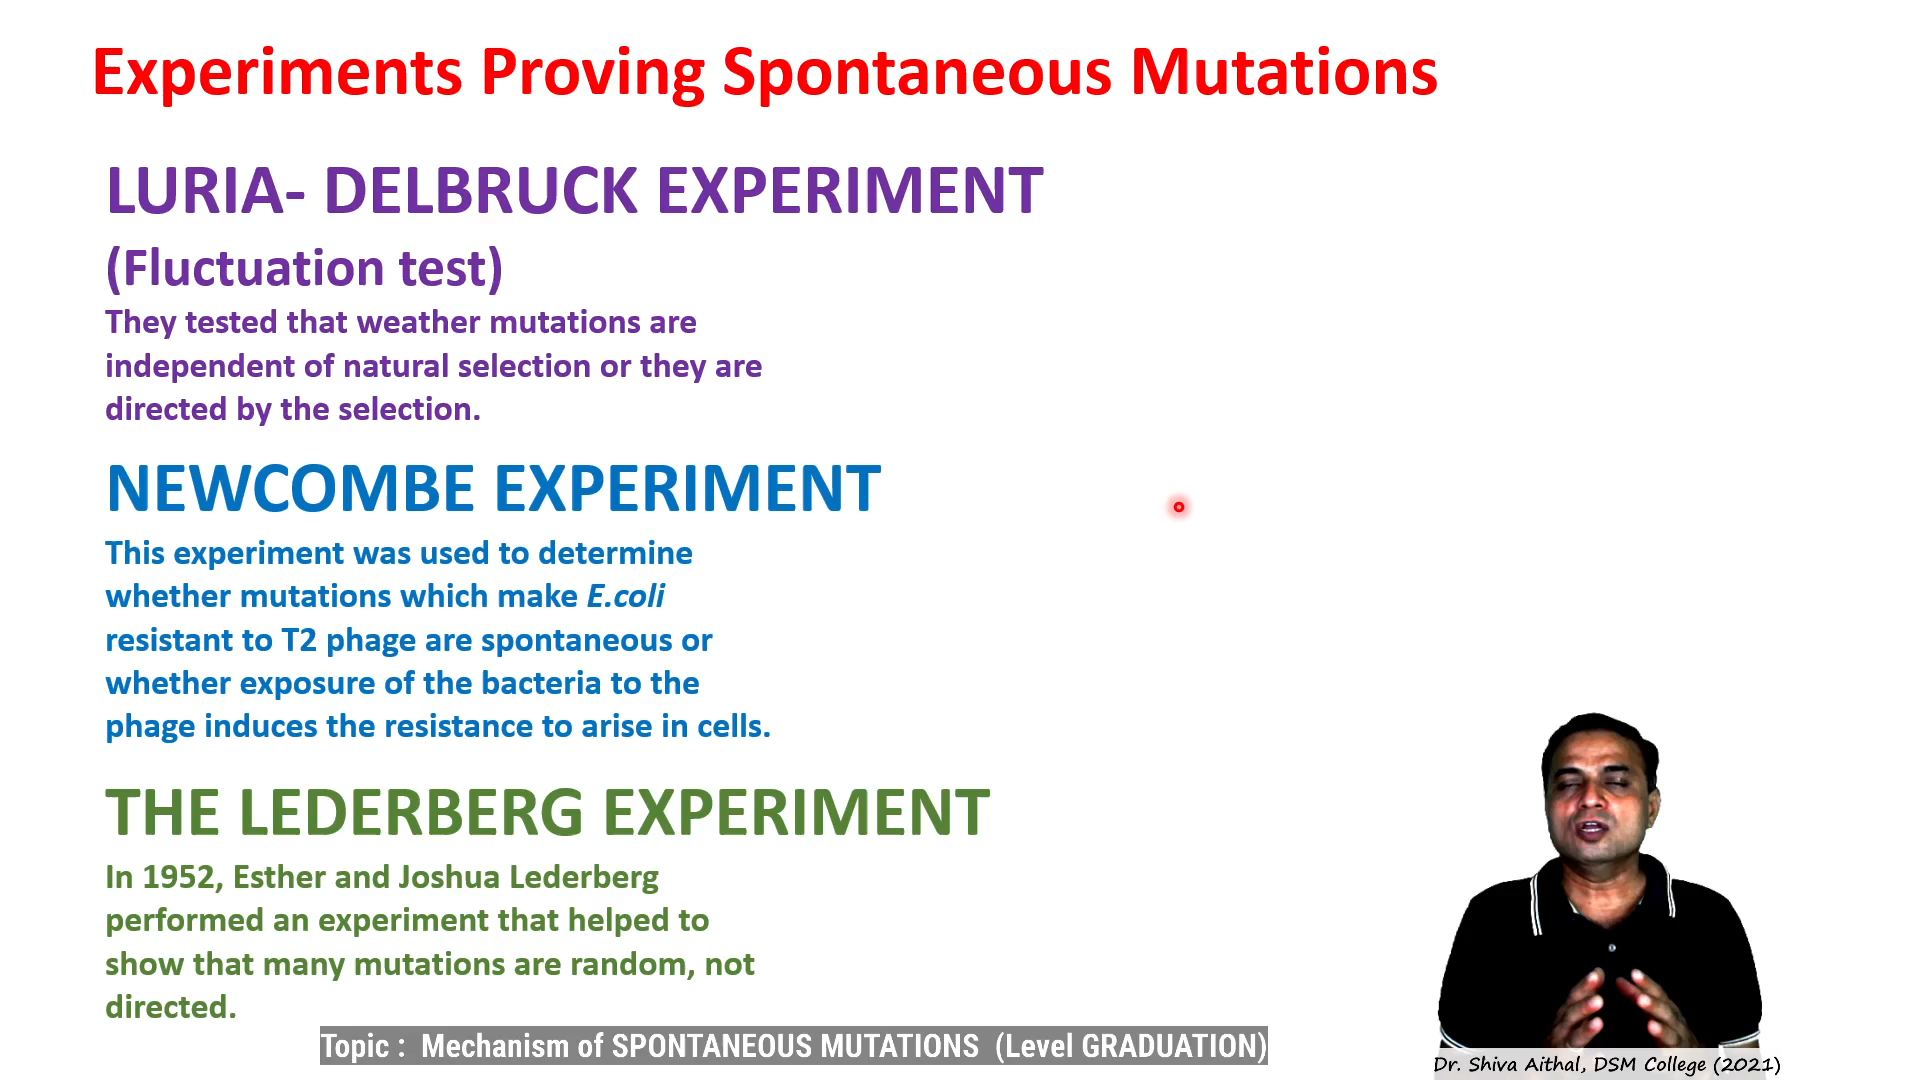 Experiments Proving Spontaneous Mutations
LURIA- DELBRUCK EXPERIMENT
(Fluctuation test)
They tested that weather mutations are
independent of natural selection or they are
directed by the selection.
NEWCOMBE EXPERIMENT
This experiment was used to determine
whether mutations which make E.coli
resistant to T2 phage are spontaneous or
whether exposure of the bacteria to the
phage induces the resistance to arise in cells.
THE LEDERBERG EXPERIMENT
In 1952, Esther and Joshua Lederberg
performed an experiment that helped to
show that many mutations are random, not
directed.
Topic : Mechanism of SPONTANEOUS MUTATIONS (Level GRADUATION)
Dr. Shiva Aithal, DSM College (2021)